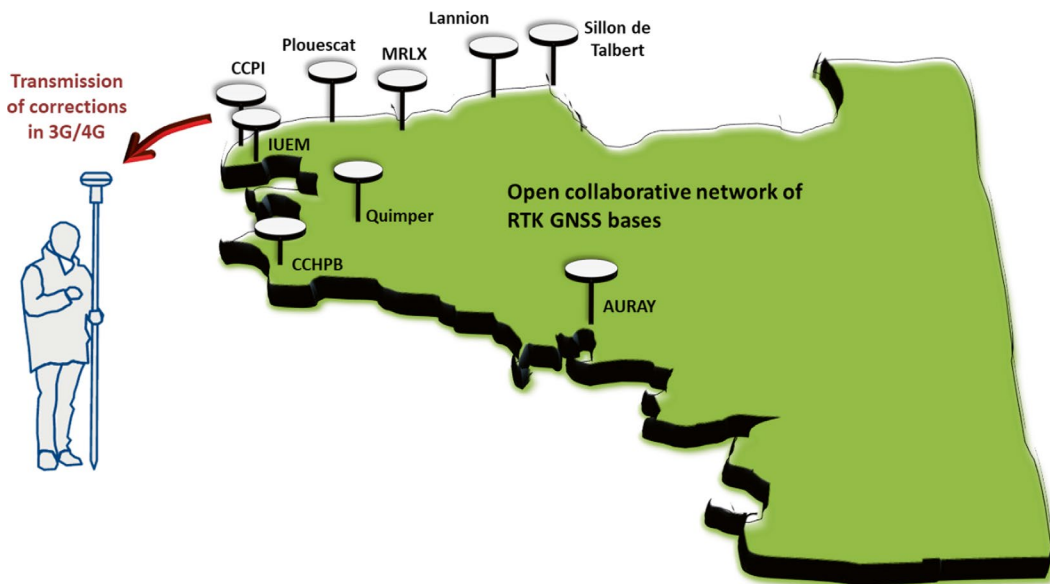 Lannion
Sillon de
Talbert
Plouescat
MRLX
CCPI
Transmission
of corrections
in 3G/4G
IUEM
Open collaborative network of
RTK GNSS bases
Quimper
CCHPB
AURAY